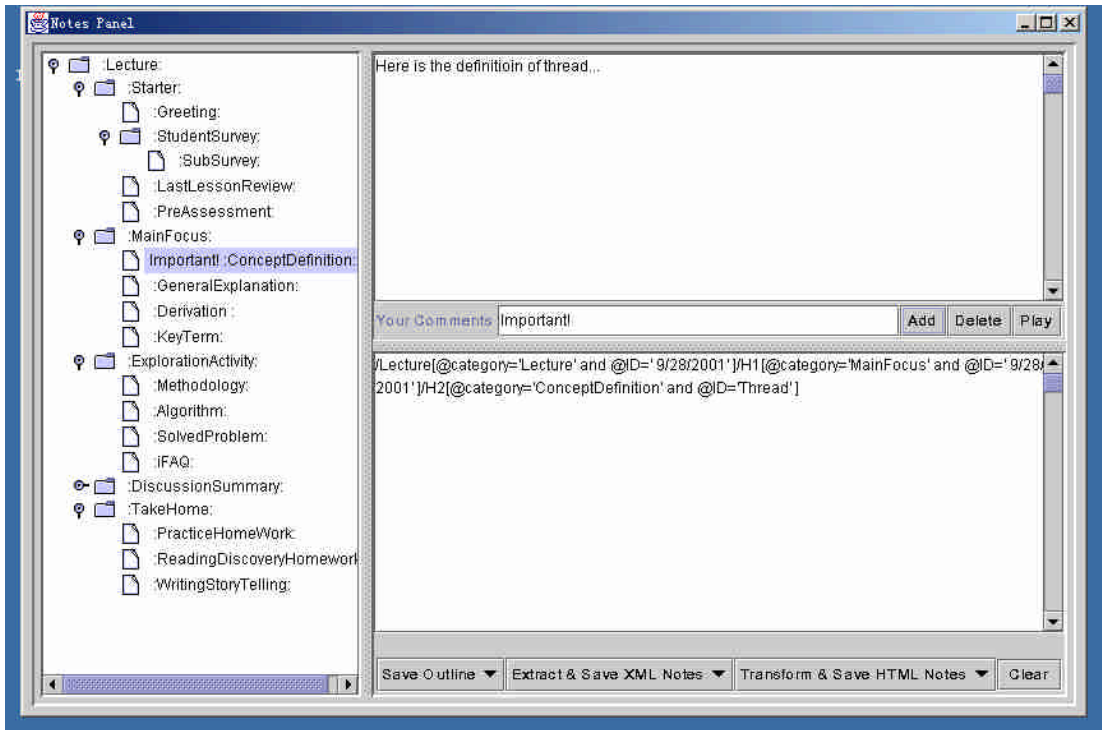 Notes Panel
:Lecture:
:Starter:
:Greeting:
:StudentSurvey:
:SubSurvey:
:LastLessonReview:
:PreAssessment:
:MainFocus:
Important! :ConceptDefinition:
:GeneralExplanation:
:Derivation :
:KeyTerm:
:ExplorationActivity:
:Methodology:
:Algorithm:
:SolvedProblem:
:iFAQ:
:DiscussionSummary:
:TakeHome:
:PracticeHomeWork:
:ReadingDiscoveryHomework
:WritingStoryTelling:
Here is the definitioin of thread...
Your Comments Important! Add Delete Play
/Lecture[@category='Lecture' and @ID=' 9/28/2001 ']/H1[@category='MainFocus' and @ID=' 9/28/
2001 ']/H2[@category='ConceptDefinition' and @ID='Thread' ]
Save Outline Extract & Save XML Notes Transform & Save HTML Notes Clear